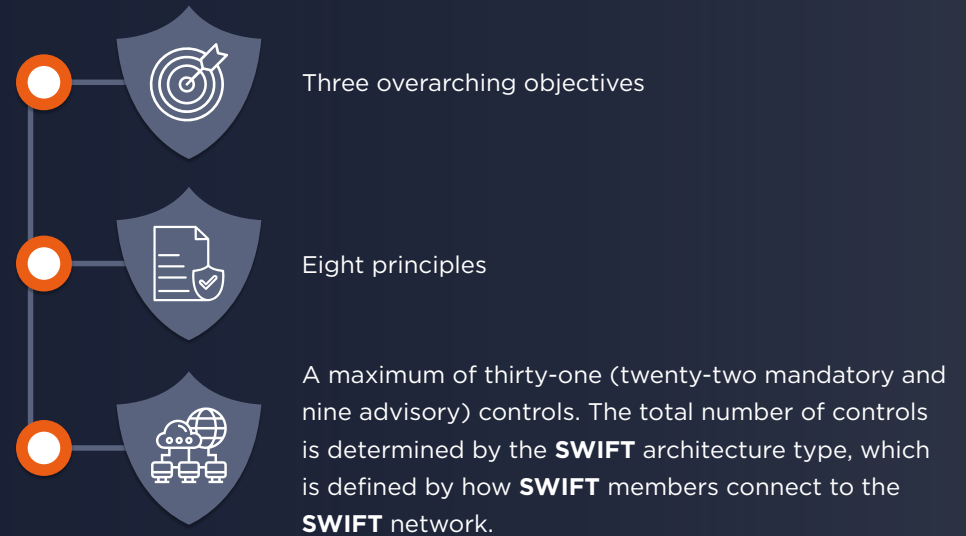 Three overarching objectives
Eight principles
A maximum of thirty-one (twenty-two mandatory and
nine advisory) controls. The total number of controls
is determined by the SWIFT architecture type, which
is defined by how SWIFT members connect to the
SWIFT network.